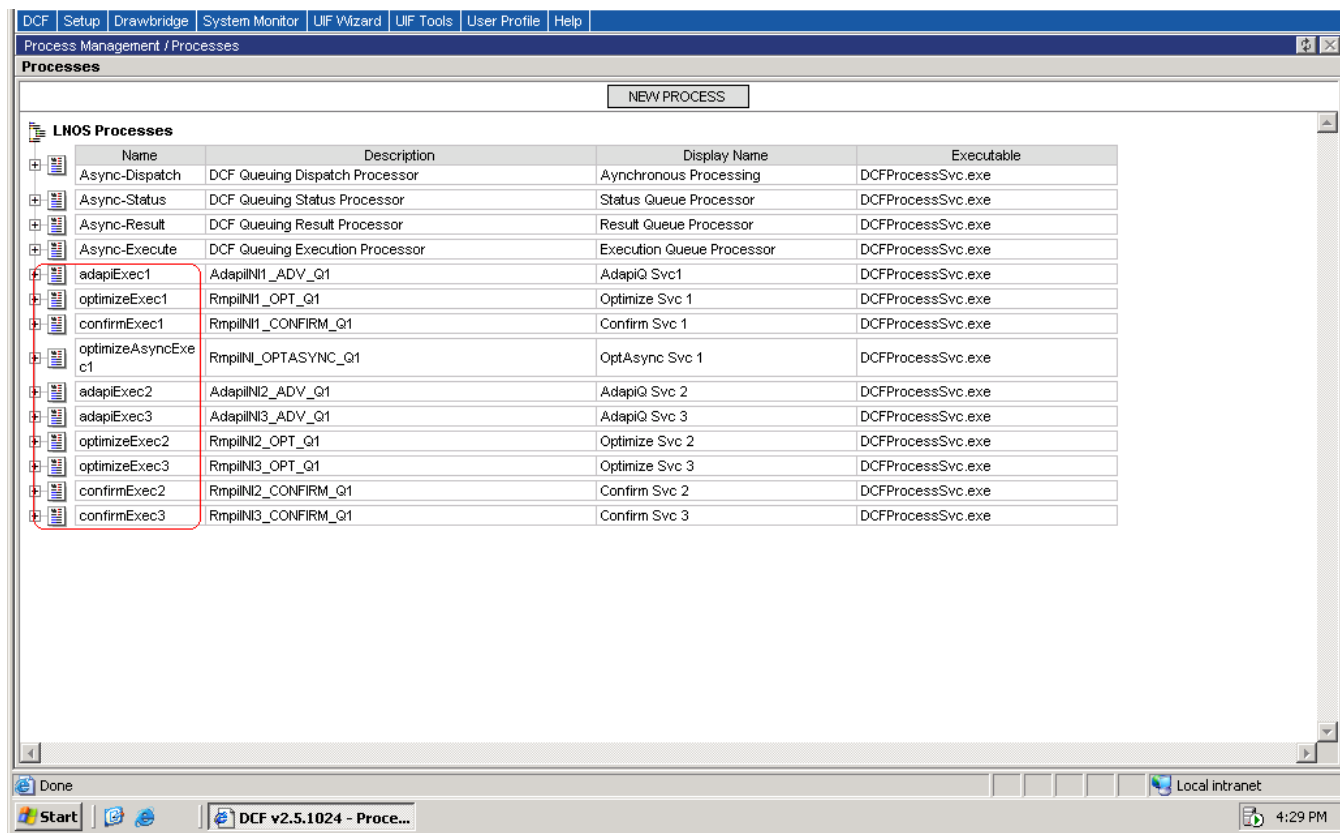 DCF Setup Drawbridge System Monitor UIF Wizard UIF Tools User Profile Help
Process Management / Processes
Processes
NEW PROCESS
LNOS Processes
Name Description Display Name Executable
Async-Dispatch DCF Queuing Dispatch Processor Aynchronous Processing DCFProcessSvc.exe
Async-Status DCF Queuing Status Processor Status Queue Processor DCFProcessSvc.exe
Async-Result DCF Queuing Result Processor Result Queue Processor DCFProcessSvc.exe
Async-Execute DCF Queuing Execution Processor Execution Queue Processor DCFProcessSvc.exe
adapiExec1 AdapiINI1_ADV_Q1 AdapiQ Svc1 DCFProcessSvc.exe
optimizeExec1 RmpiINI1_OPT_Q1 Optimize Svc 1 DCFProcessSvc.exe
confirmExec1 RmpiINI1_CONFIRM_Q1 Confirm Svc 1 DCFProcessSvc.exe
optimizeAsyncExe
c1 RmpiINI_OPTASYNC_Q1 OptAsync Svc 1 DCFProcessSvc.exe
adapiExec2 AdapiINI2_ADV_Q1 AdapiQ Svc 2 DCFProcessSvc.exe
adapiExec3 AdapiINI3_ADV_Q1 AdapiQ Svc 3 DCFProcessSvc.exe
optimizeExec2 RmpiINI2_OPT_Q1 Optimize Svc 2 DCFProcessSvc.exe
optimizeExec3 RmpiINI3_OPT_Q1 Optimize Svc 3 DCFProcessSvc.exe
confirmExec2 RmpiINI2_CONFIRM_Q1 Confirm Svc 2 DCFProcessSvc.exe
confirmExec3 RmpiINI3_CONFIRM_Q1 Confirm Svc 3 DCFProcessSvc.exe
Done Local intranet
Start DCF v2.5.1024 - Proce... 4:29 PM